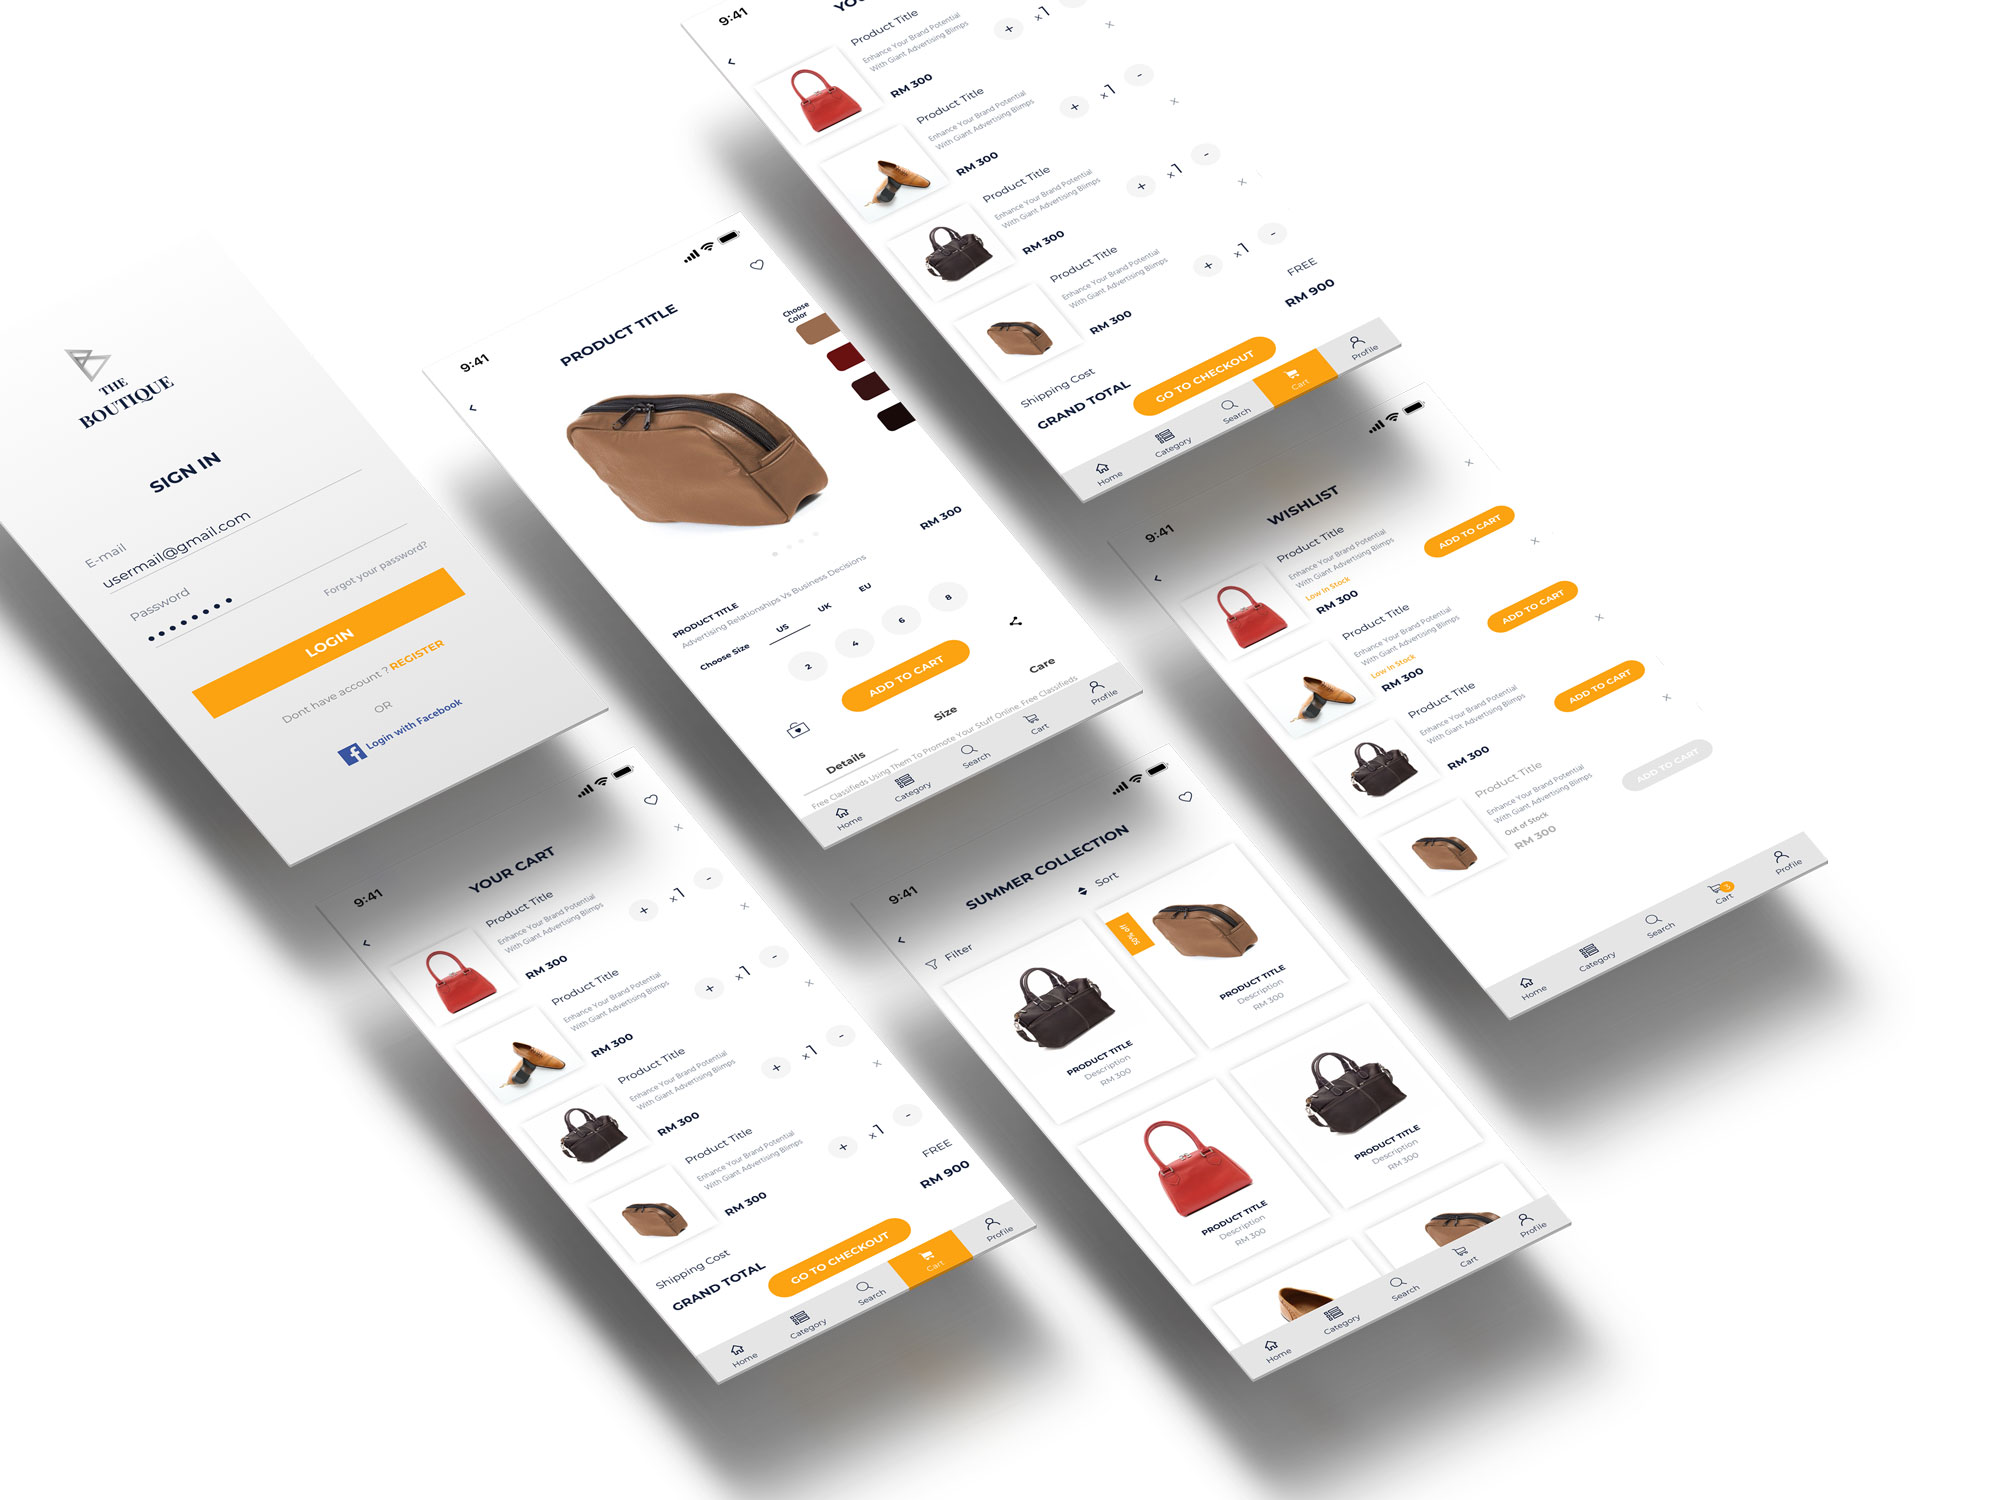 THE
BOUTIQUE
SIGN IN
E-mail
usermail@gmail.com
Password
Forgot your password?
LOGIN
Dont have account ? REGISTER
OR
Login with Facebook
9:41
PRODUCT TITLE
Choose
Color
RM 300
PRODUCT TITLE
Advertising Relationships Vs Business Decisions
Choose Size
US
UK
EU
2
4
6
8
ADD TO CART
Details
Size
Care
Free Classifieds Using Them To Promote Your Stuff Online. Free Classifieds
Home
Category
Search
Cart
Profile
9:41
Product Title
Enhance Your Brand Potential
With Giant Advertising Blimps
RM 300
+
x1
Product Title
Enhance Your Brand Potential
With Giant Advertising Blimps
RM 300
+
x1
-
Product Title
Enhance Your Brand Potential
With Giant Advertising Blimps
RM 300
+
x1
-
Product Title
Enhance Your Brand Potential
With Giant Advertising Blimps
RM 300
+
x1
-
Shipping Cost
FREE
GRAND TOTAL
RM 900
GO TO CHECKOUT
Home
Category
Search
Cart
Profile
9:41
WISHLIST
Product Title
Enhance Your Brand Potential
With Giant Advertising Blimps
Low In Stock
RM 300
ADD TO CART
Product Title
Enhance Your Brand Potential
With Giant Advertising Blimps
Low In Stock
RM 300
ADD TO CART
Product Title
Enhance Your Brand Potential
With Giant Advertising Blimps
RM 300
ADD TO CART
Product Title
Enhance Your Brand Potential
With Giant Advertising Blimps
Out of Stock
RM 300
ADD TO CART
Home
Category
Search
3
Cart
Profile
9:41
YOUR CART
Product Title
Enhance Your Brand Potential
With Giant Advertising Blimps
RM 300
+
x1
-
Product Title
Enhance Your Brand Potential
With Giant Advertising Blimps
RM 300
+
x1
-
Product Title
Enhance Your Brand Potential
With Giant Advertising Blimps
RM 300
+
x1
-
Product Title
Enhance Your Brand Potential
With Giant Advertising Blimps
RM 300
+
x1
-
Shipping Cost
FREE
GRAND TOTAL
RM 900
GO TO CHECKOUT
Home
Category
Search
Cart
Profile
9:41
SUMMER COLLECTION
Filter
Sort
PRODUCT TITLE
Description
RM 300
50% off
PRODUCT TITLE
Description
RM 300
PRODUCT TITLE
Description
RM 300
PRODUCT TITLE
Description
RM 300
Home
Category
Search
Cart
Profile